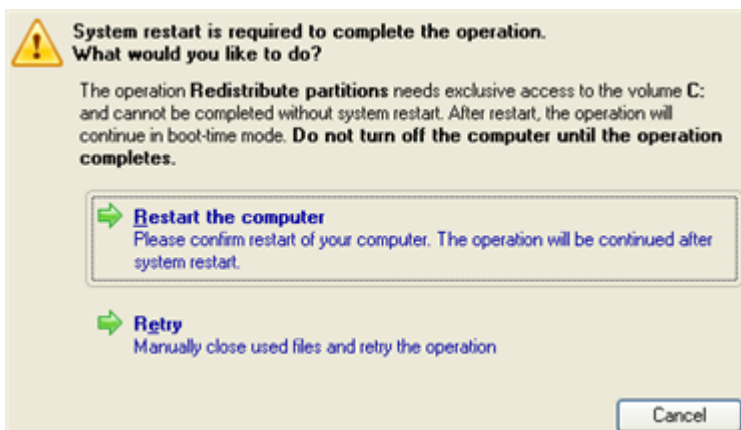 System restart is required to complete the operation.
What would you like to do?
The operation Redistribute partitions needs exclusive access to the volume C:
and cannot be completed without system restart. After restart, the operation will
continue in boot-time mode. Do not turn off the computer until the operation
completes.
Restart the computer
Please confirm restart of your computer. The operation will be continued after
system restart.
Retry
Manually close used files and retry the operation
Cancel